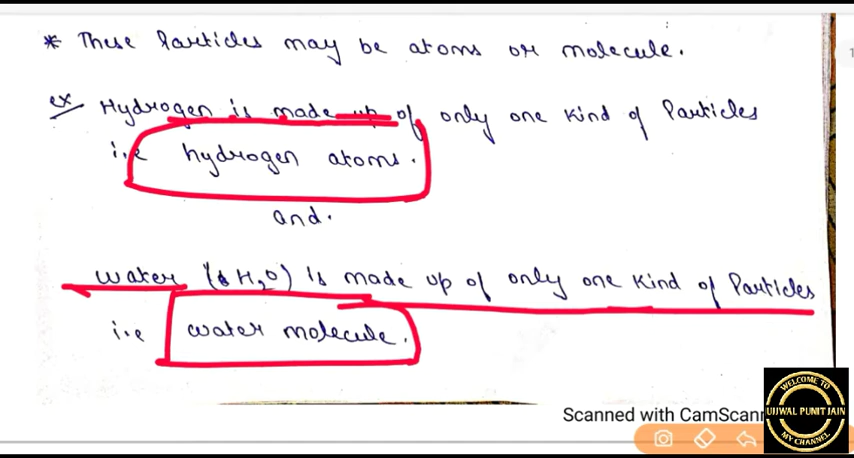 * These Particles may be atoms or molecule.
ex Hydrogen is made up of only one kind of Particles
i.e hydrogen atoms.
and.
water (H₂O) is made up of only one kind of Particles
i.e water molecule.
Scanned with CamScan
WELCOME TO
UJJWAL PUNIT JAIN
MY CHANNEL
1